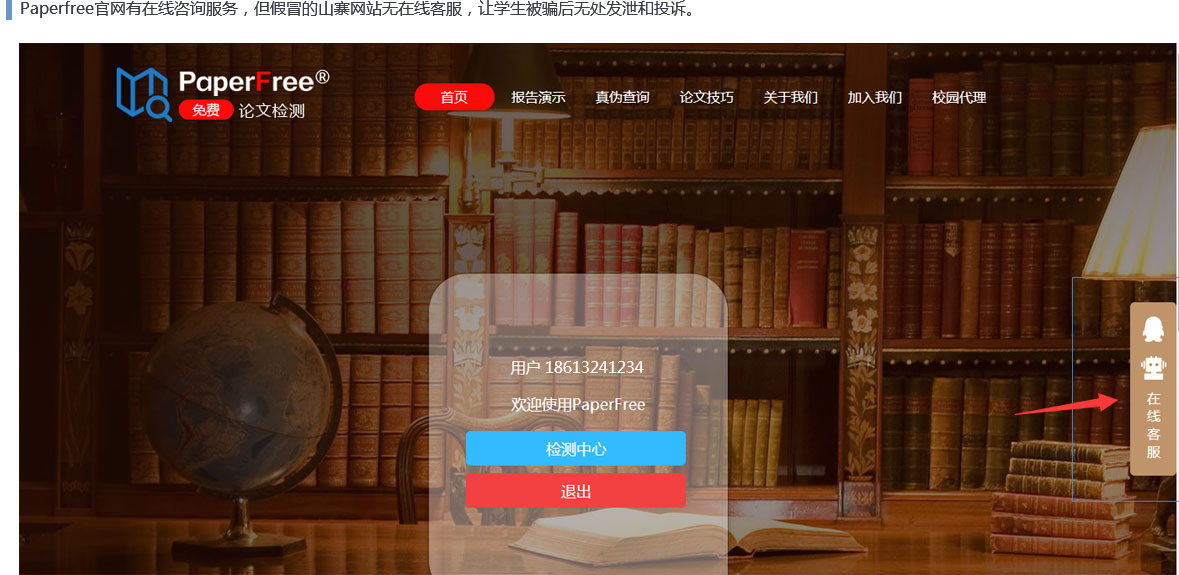 Paperfree官网有在线咨询服务，但假冒的山寨网站无在线客服，让学生被骗后无处发泄和投诉。
PaperFree®
免费 论文检测
首页 报告演示 真伪查询 论文技巧 关于我们 加入我们 校园代理
用户 18613241234
欢迎使用PaperFree
检测中心
退出
在线客服